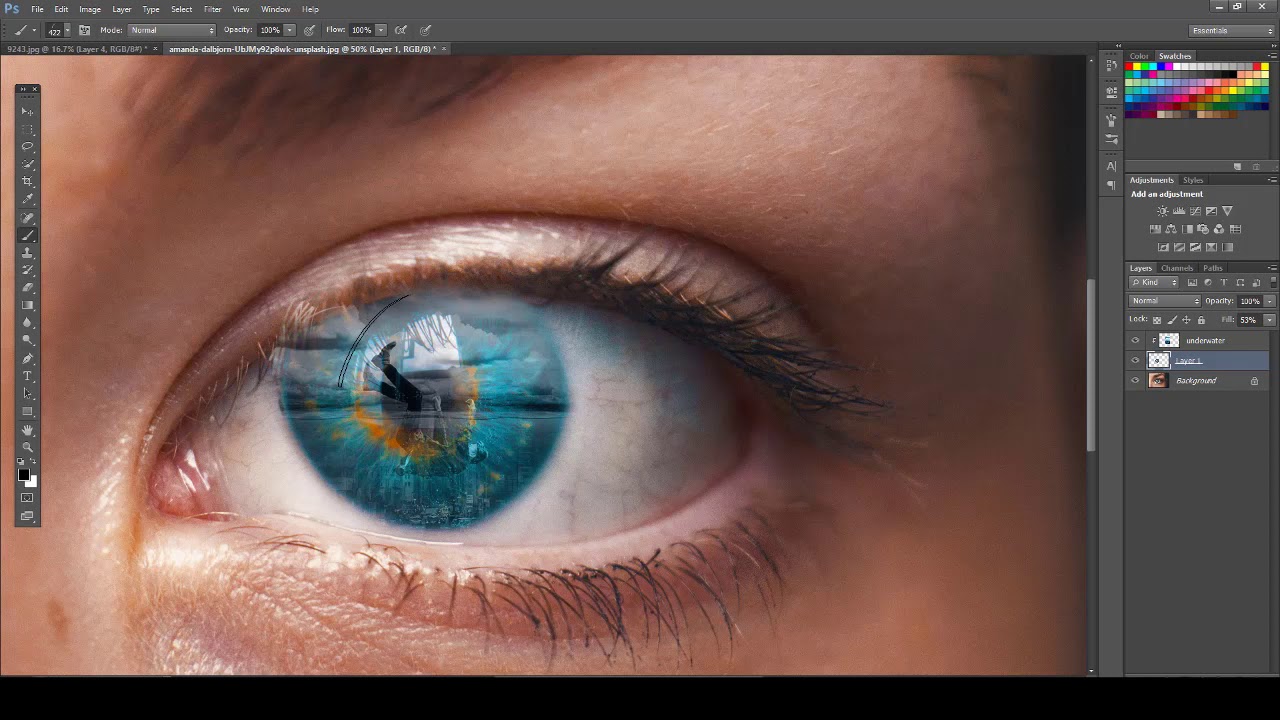 Ps File Edit Image Layer Type Select Filter View Window Help
422 Mode: Normal Opacity: 100% Flow: 100% Essentials
9243.jpg @ 16.7% (Layer 4, RGB/8#) * × amanda-dalbjorn-UbJMy92p8wk-unsplash.jpg @ 50% (Layer 1, RGB/8) * ×
Color Swatches
Adjustments Styles
Add an adjustment
Layers Channels Paths
Kind
Normal Opacity: 100%
Lock: Fill: 53%
underwater
Layer 1
Background